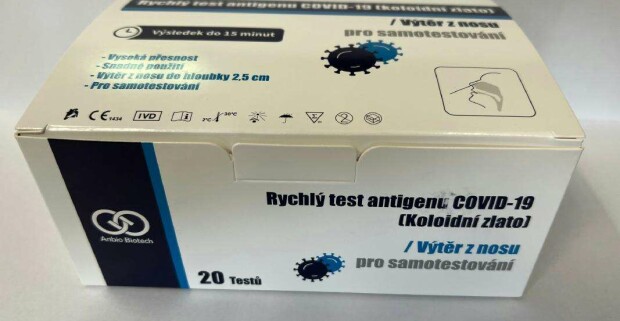 Rychlý test antigenu COVID-19 (Koloidní zlato)
/ Výtěr z nosu
Výsledek do 15 minut
pro samotestování
- Vysoká přesnost
- Snadné použití
- Výtěr z nosu do hloubky 2,5 cm
- Pro samotestování
CE 1434 IVD 2°C 30°C
Rychlý test antigenu COVID-19
(Koloidní zlato)
/ Výtěr z nosu
pro samotestování
Anbio Biotech
20 Testů